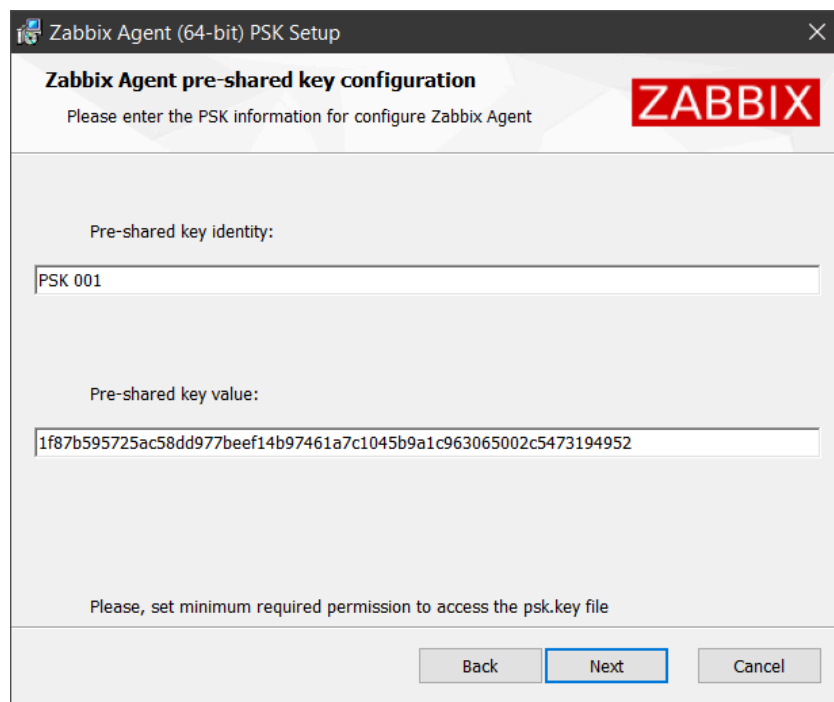 Zabbix Agent (64-bit) PSK Setup
Zabbix Agent pre-shared key configuration
Please enter the PSK information for configure Zabbix Agent
ZABBIX
Pre-shared key identity:
PSK 001
Pre-shared key value:
1f87b595725ac58dd977beef14b97461a7c1045b9a1c963065002c5473194952
Please, set minimum required permission to access the psk.key file
Back
Next
Cancel